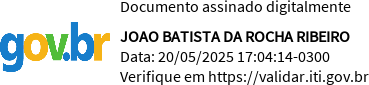 Documento assinado digitalmente
gov.br
JOAO BATISTA DA ROCHA RIBEIRO
Data: 20/05/2025 17:04:14-0300
Verifique em https://validar.iti.gov.br